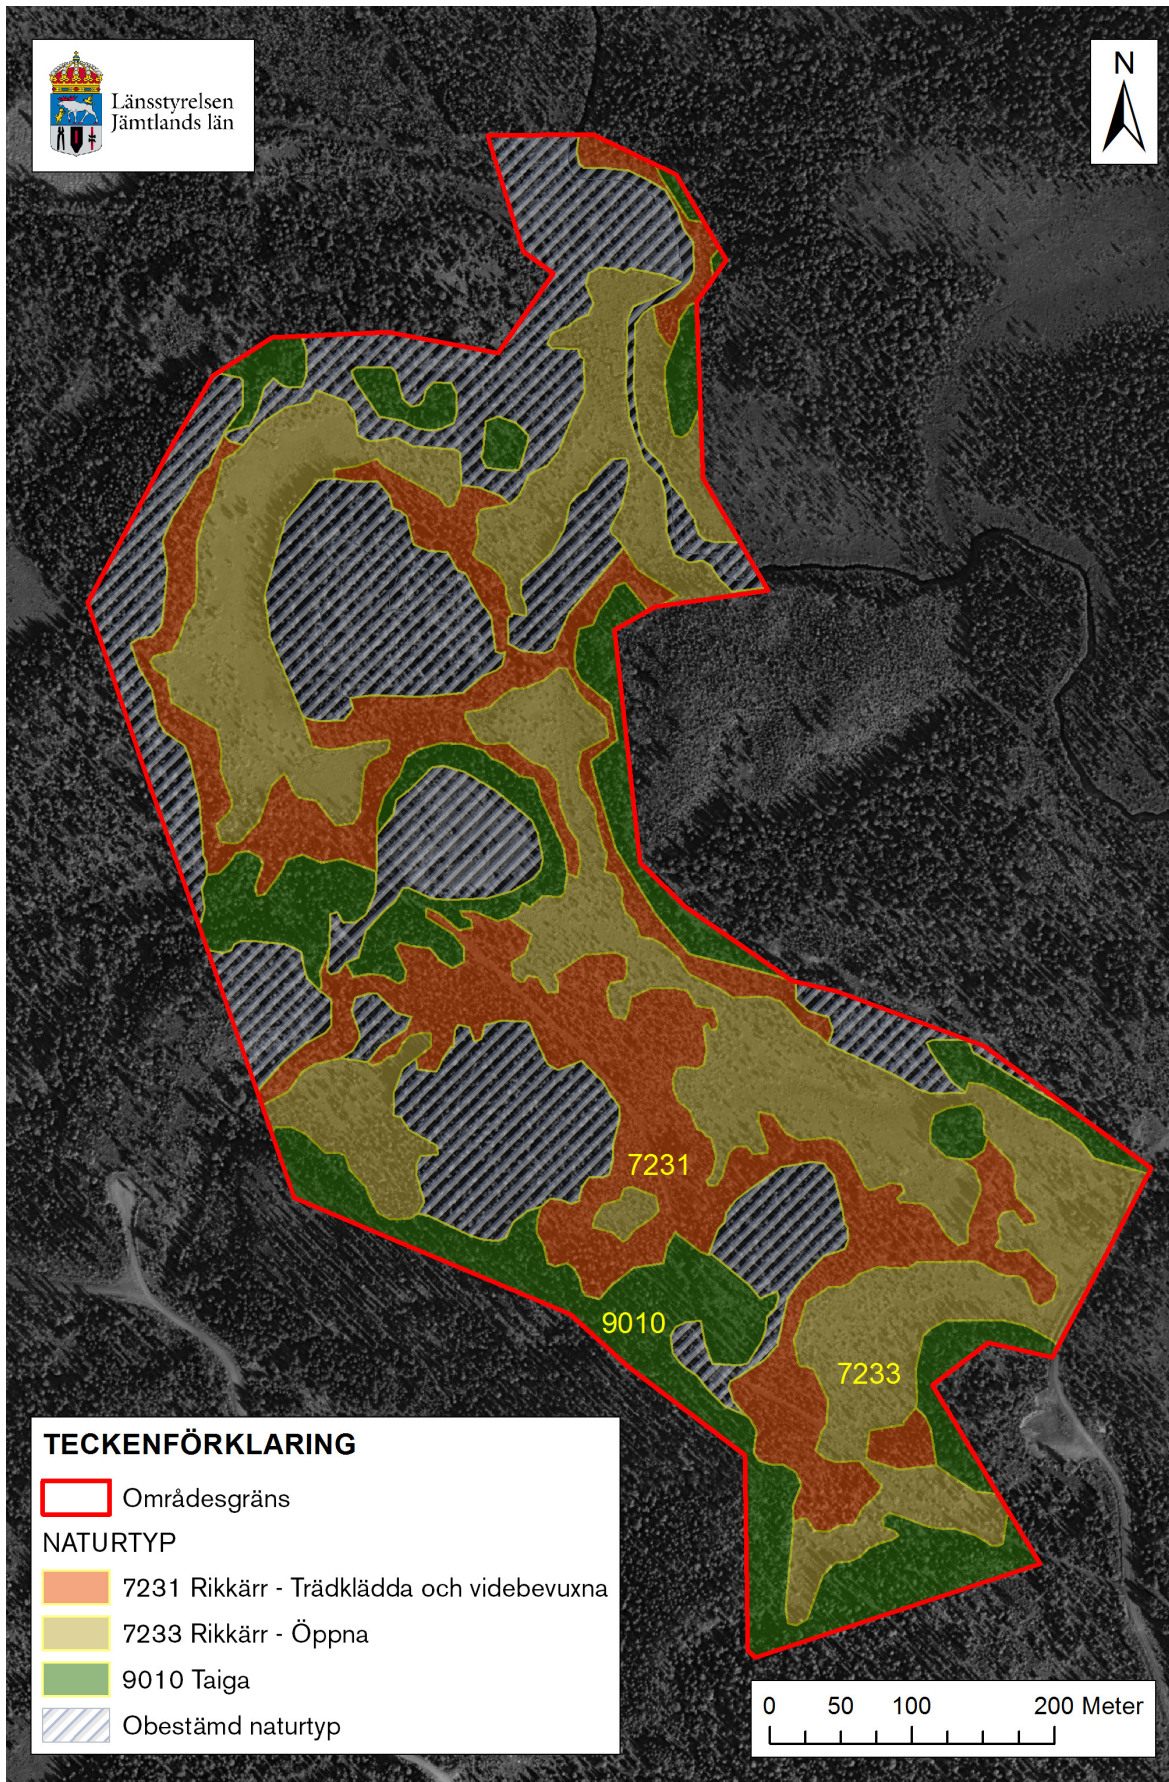 Länsstyrelsen
Jämtlands län
N
7231
9010
7233
TECKENFÖRKLARING
Områdesgräns
NATURTYP
7231 Rikkärr - Trädklädda och videbevuxna
7233 Rikkärr - Öppna
9010 Taiga
Obestämd naturtyp
0 50 100 200 Meter